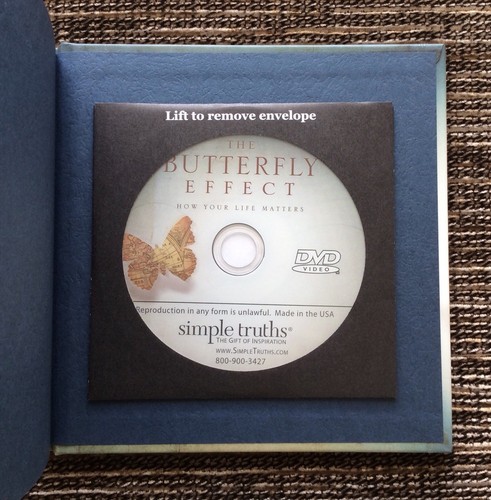 Lift to remove envelope
THE
BUTTERFLY
EFFECT
HOW YOUR LIFE MATTERS
DVD
VIDEO
Reproduction in any form is unlawful. Made in the USA
simple truths®
THE GIFT OF INSPIRATION
WWW.SIMPLETRUTHS.COM
800-900-3427